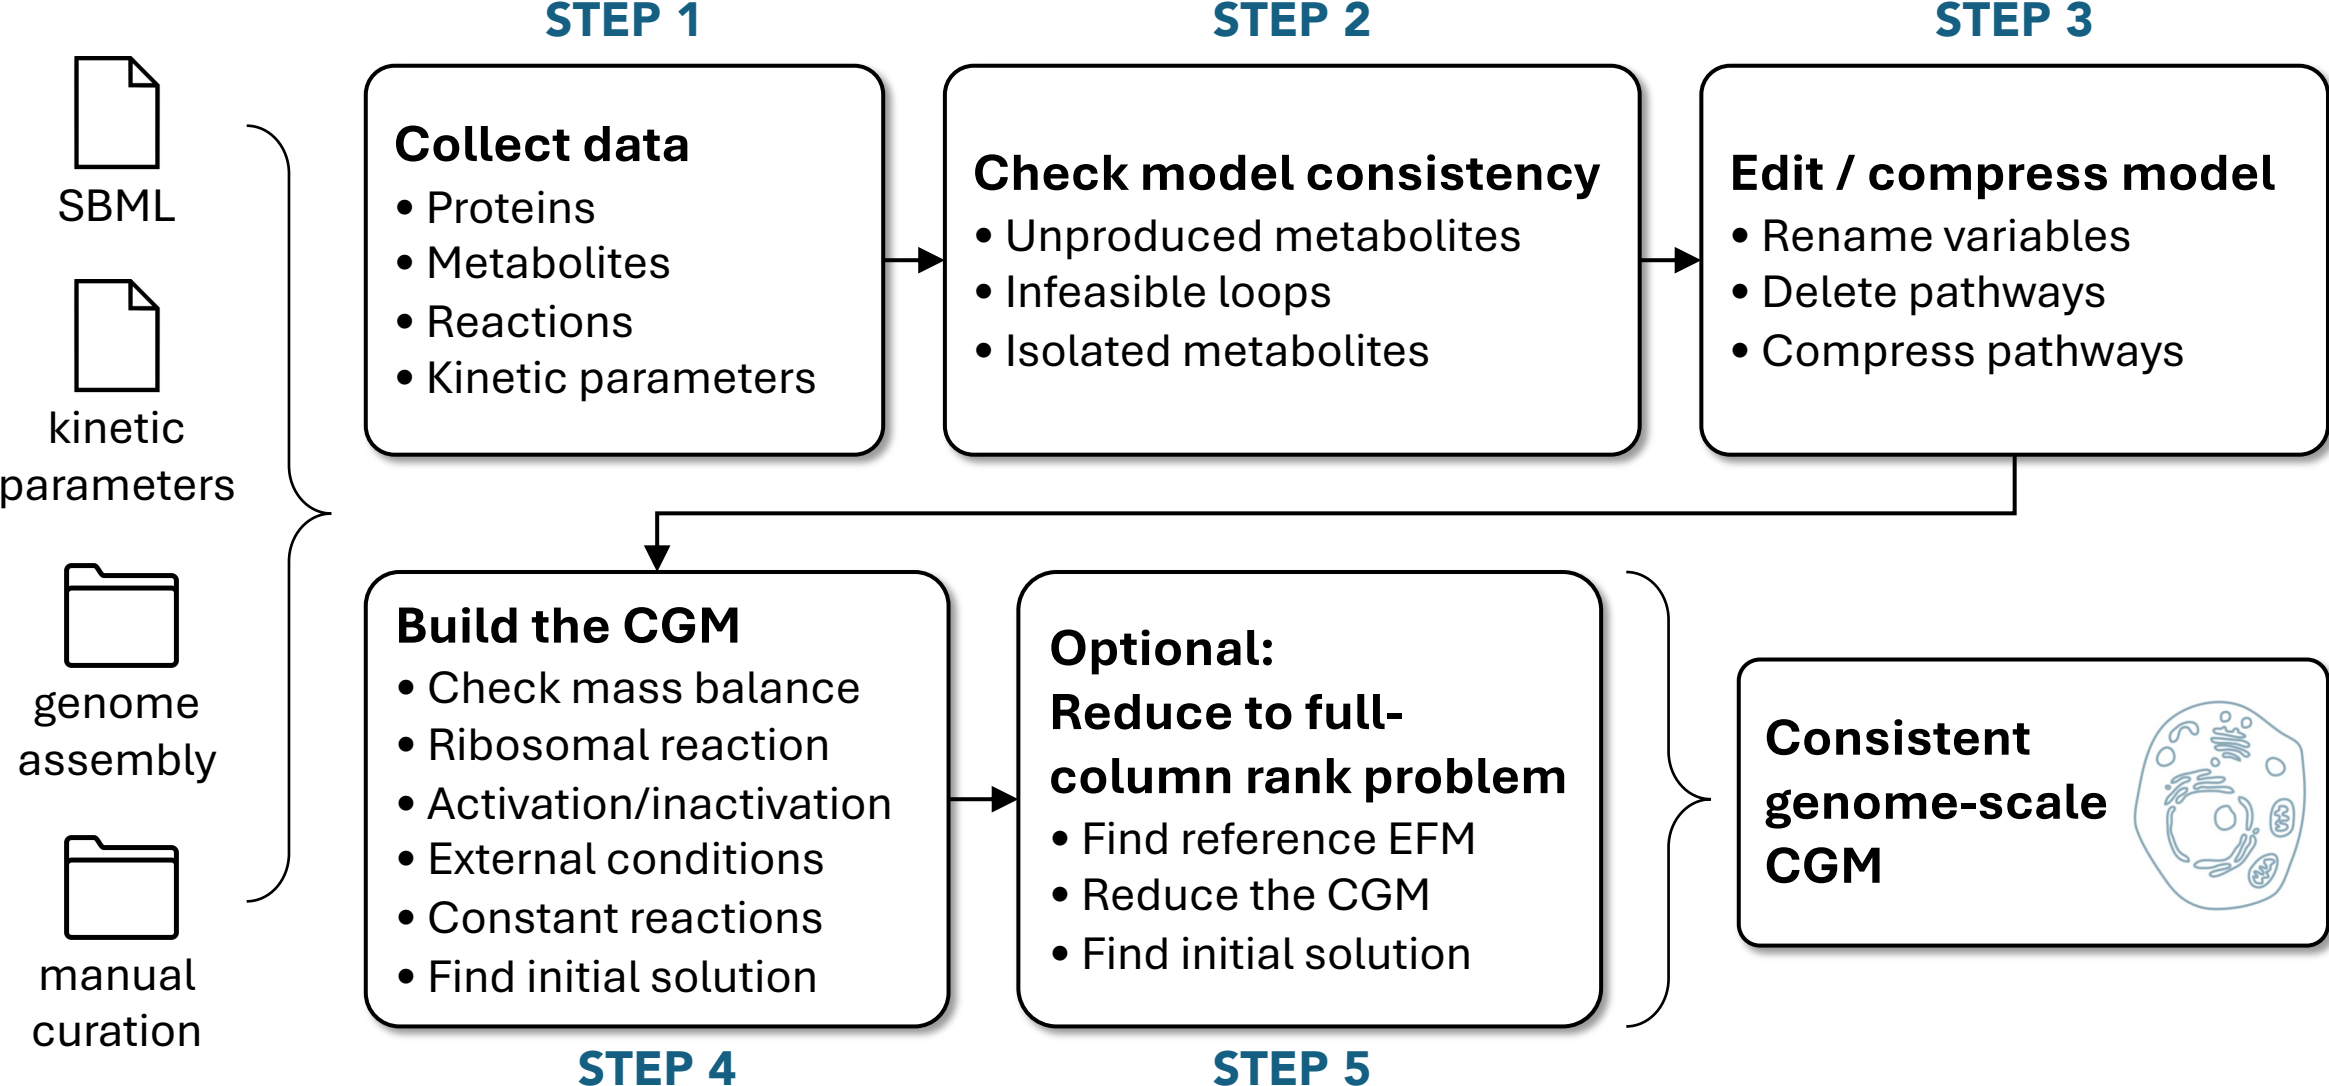 SBML
kinetic
parameters
genome
assembly
manual
curation
STEP 1
Collect data
• Proteins
• Metabolites
• Reactions
• Kinetic parameters
STEP 2
Check model consistency
• Unproduced metabolites
• Infeasible loops
• Isolated metabolites
STEP 3
Edit / compress model
• Rename variables
• Delete pathways
• Compress pathways
Build the CGM
• Check mass balance
• Ribosomal reaction
• Activation/inactivation
• External conditions
• Constant reactions
• Find initial solution
STEP 4
Optional:
Reduce to full-
column rank problem
• Find reference EFM
• Reduce the CGM
• Find initial solution
STEP 5
Consistent
genome-scale
CGM